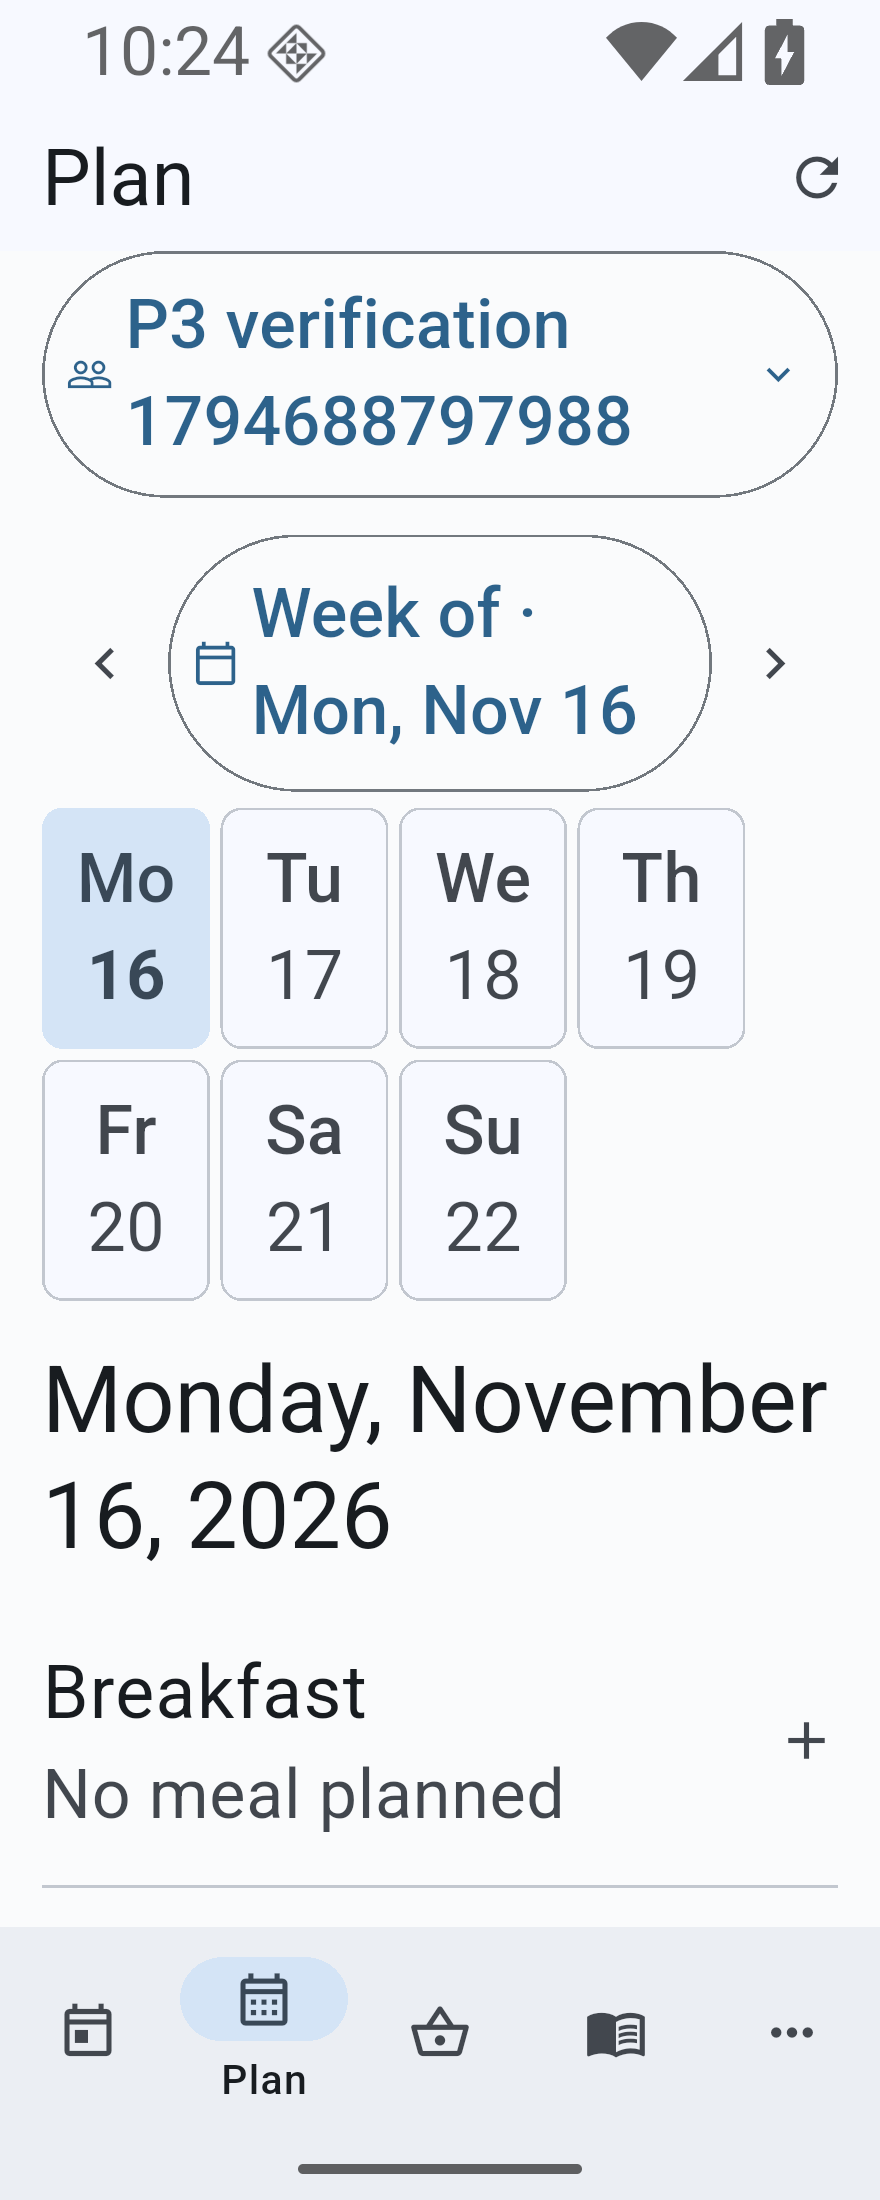 10:24
Plan
P3 verification
1794688797988
Week of ·
Mon, Nov 16
Mo Tu We Th
16 17 18 19
Fr Sa Su
20 21 22
Monday, November
16, 2026
Breakfast
No meal planned
Plan